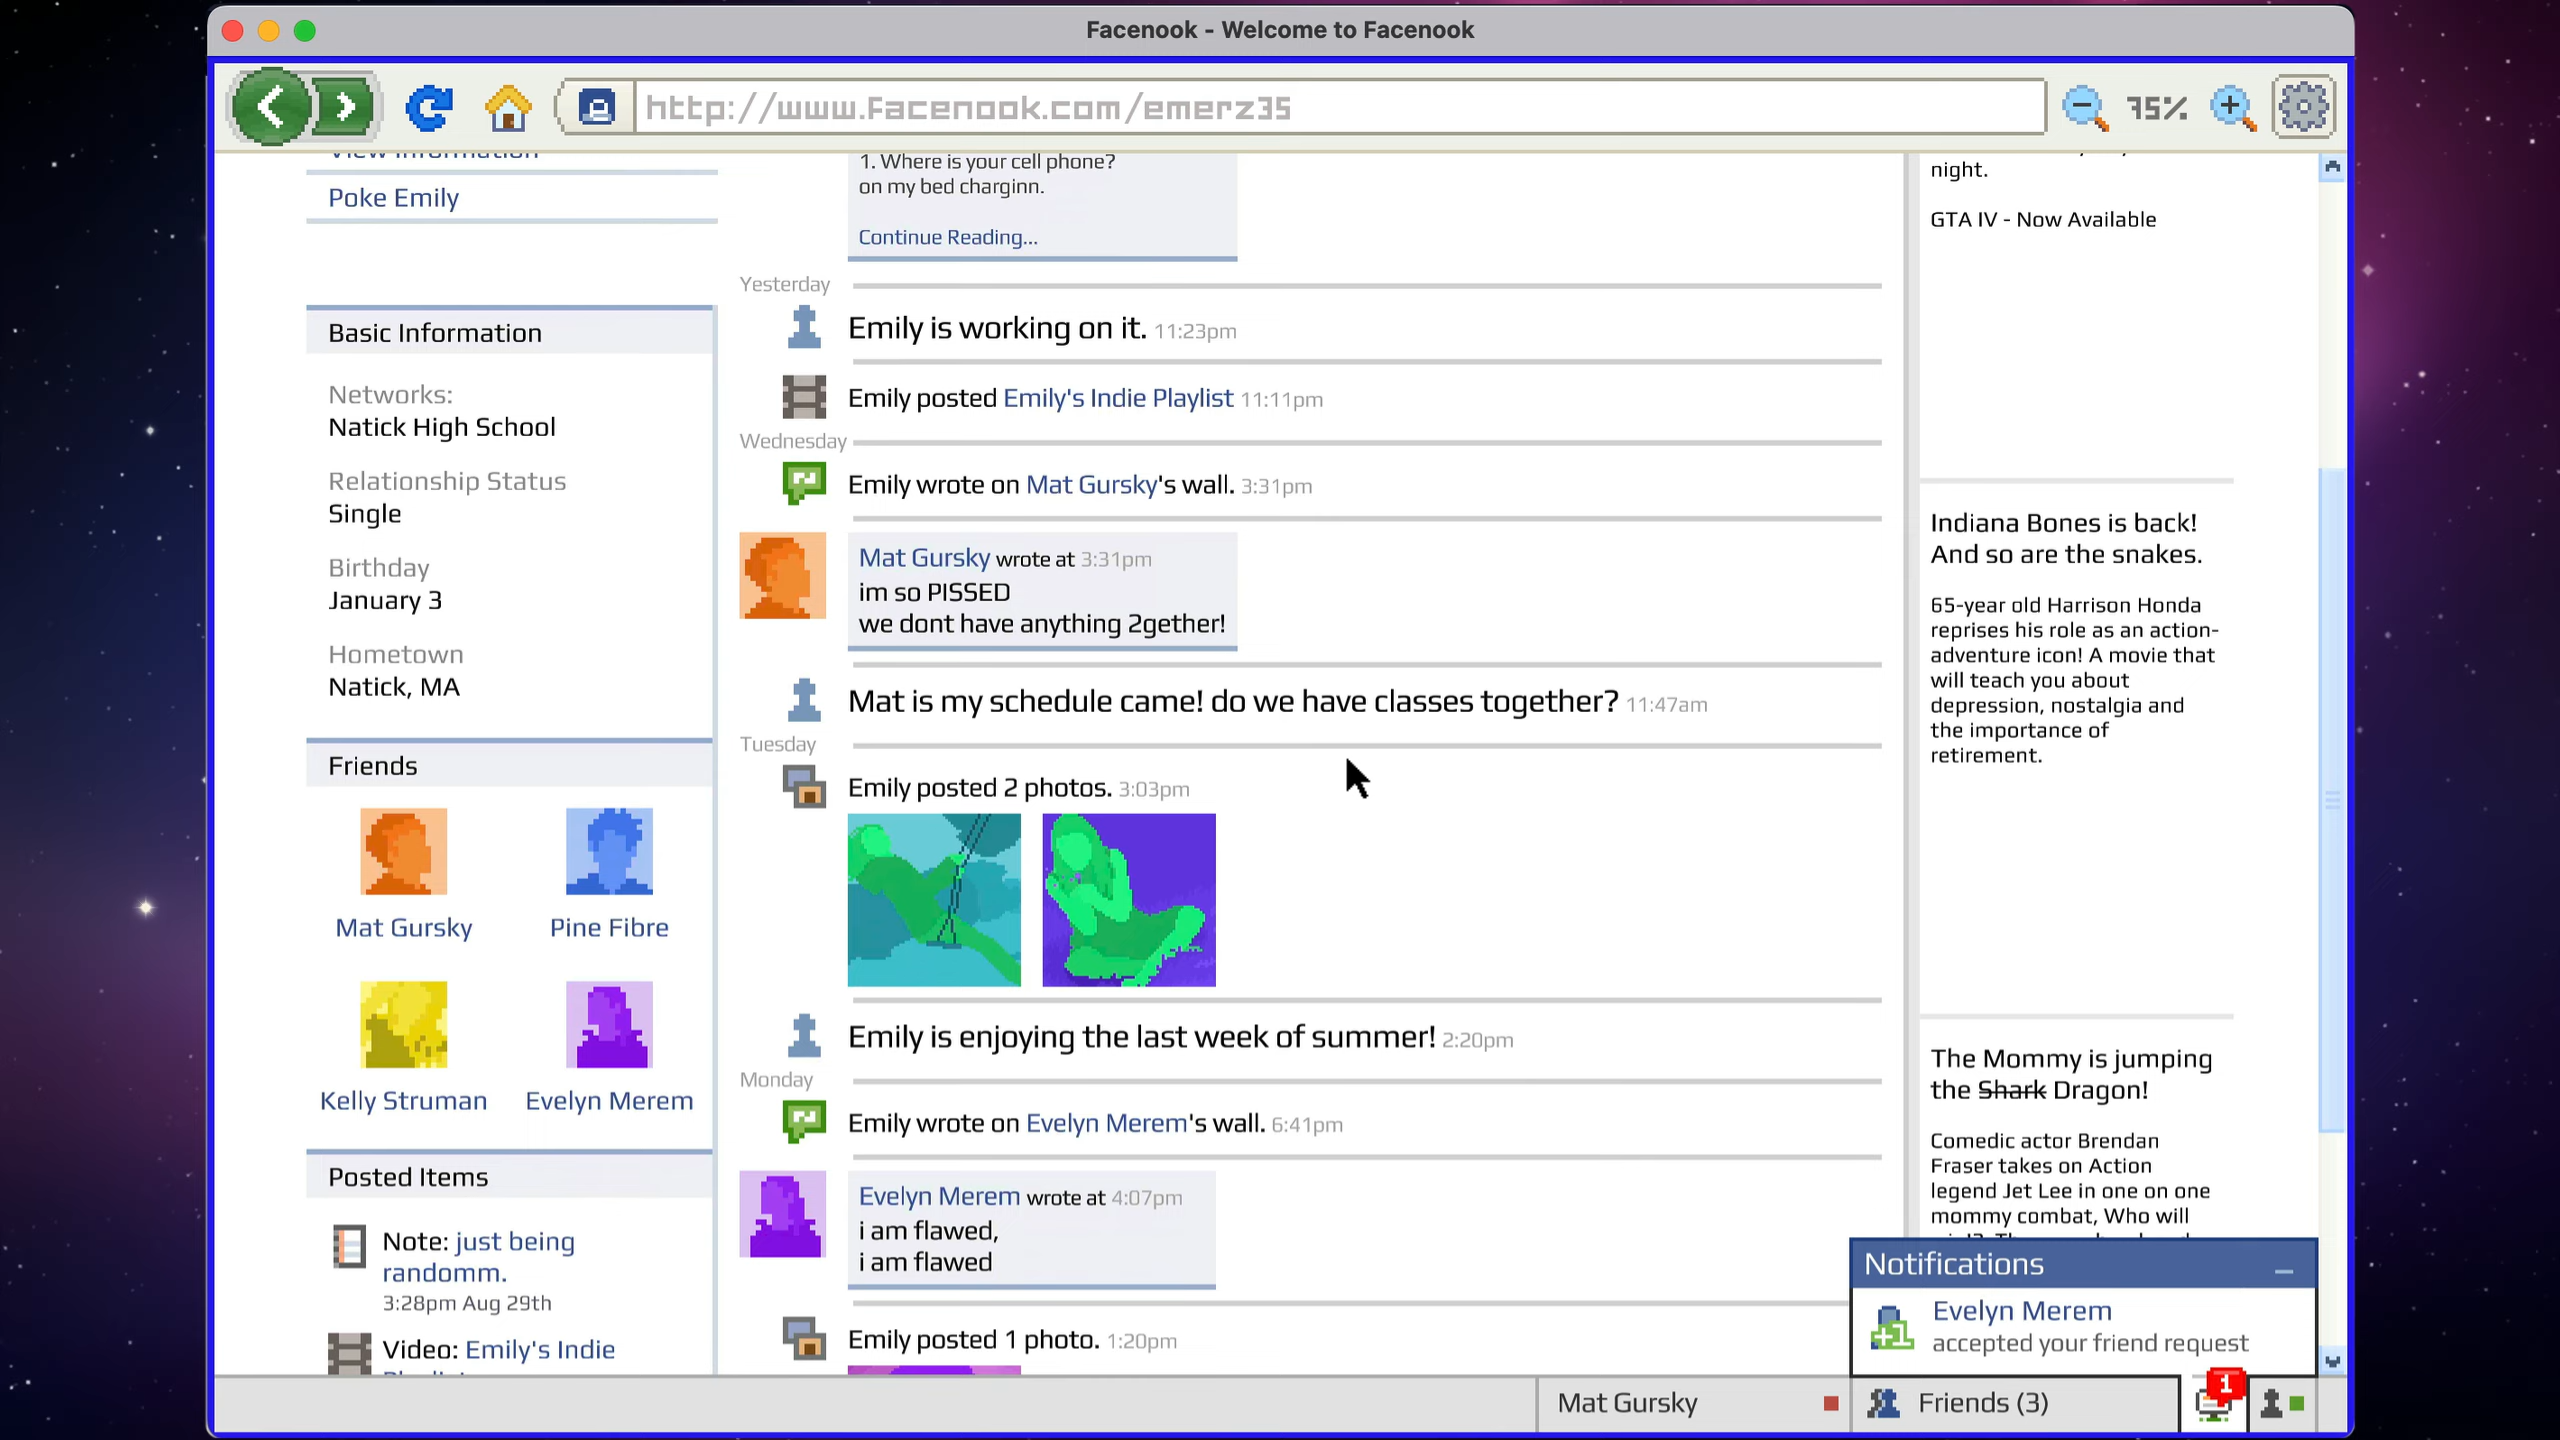 Facenook - Welcome to Facenook
http://www.Facenook.com/emerz35
75%
View Information
Poke Emily
Basic Information
Networks:
Natick High School
Relationship Status
Single
Birthday
January 3
Hometown
Natick, MA
Friends
Mat Gursky
Pine Fibre
Kelly Struman
Evelyn Merem
Posted Items
Note: just being
randomm.
3:28pm Aug 29th
Video: Emily's Indie
1. Where is your cell phone?
on my bed charginn.
Continue Reading...
Yesterday
Emily is working on it. 11:23pm
Emily posted Emily's Indie Playlist 11:11pm
Wednesday
Emily wrote on Mat Gursky's wall. 3:31pm
Mat Gursky wrote at 3:31pm
im so PISSED
we dont have anything 2gether!
Mat is my schedule came! do we have classes together? 11:47am
Tuesday
Emily posted 2 photos. 3:03pm
Emily is enjoying the last week of summer! 2:20pm
Monday
Emily wrote on Evelyn Merem's wall. 6:41pm
Evelyn Merem wrote at 4:07pm
i am flawed,
i am flawed
Emily posted 1 photo. 1:20pm
night.
GTA IV - Now Available
Indiana Bones is back!
And so are the snakes.
65-year old Harrison Honda
reprises his role as an action-
adventure icon! A movie that
will teach you about
depression, nostalgia and
the importance of
retirement.
The Mommy is jumping
the Shark Dragon!
Comedic actor Brendan
Fraser takes on Action
legend Jet Lee in one on one
mommy combat, Who will
Notifications
Evelyn Merem
accepted your friend request
Mat Gursky
Friends (3)
1